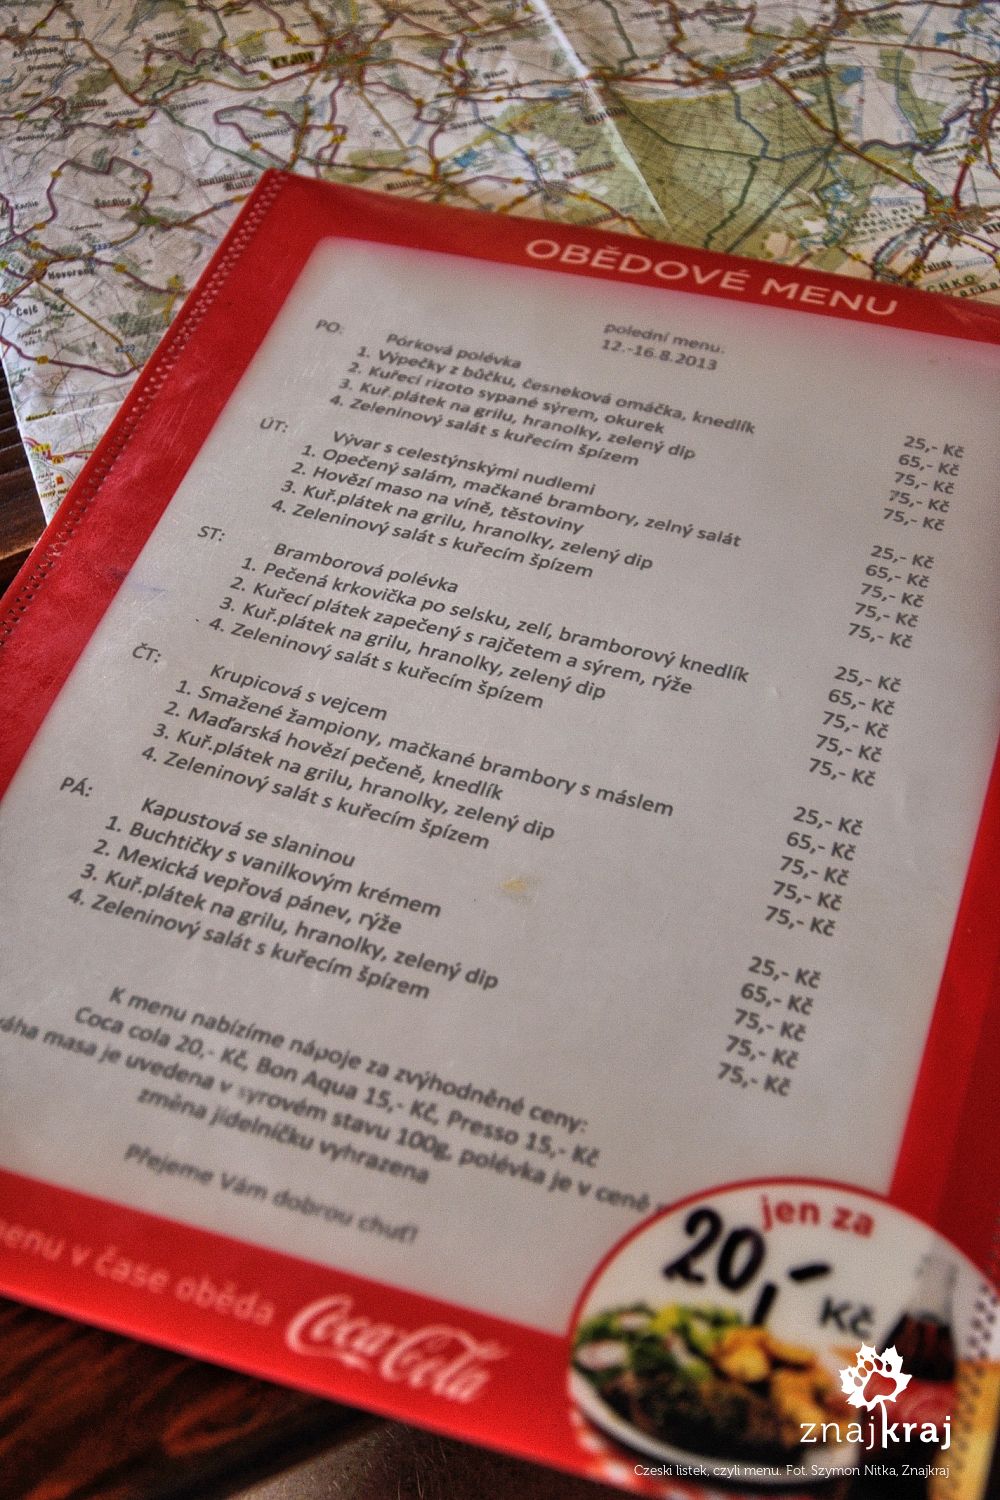 OBĚDOVÉ MENU
polední menu.
12.-16.8.2013
PO:
Pórková polévka 25,- Kč
1. Výpečky z bůčku, česneková omáčka, knedlík 65,- Kč
2. Kuřecí rizoto sypané sýrem, okurek 75,- Kč
3. Kuř.plátek na grilu, hranolky, zelený dip 75,- Kč
4. Zeleninový salát s kuřecím špízem 75,- Kč
ÚT:
Vývar s celestýnskými nudlemi 25,- Kč
1. Opečený salám, mačkané brambory, zelný salát 65,- Kč
2. Hovězí maso na víně, těstoviny 75,- Kč
3. Kuř.plátek na grilu, hranolky, zelený dip 75,- Kč
4. Zeleninový salát s kuřecím špízem 75,- Kč
ST:
Bramborová polévka 25,- Kč
1. Pečená krkovička po selsku, zelí, bramborový knedlík 65,- Kč
2. Kuřecí plátek zapečený s rajčetem a sýrem, rýže 75,- Kč
3. Kuř.plátek na grilu, hranolky, zelený dip 75,- Kč
4. Zeleninový salát s kuřecím špízem 75,- Kč
ČT:
Krupicová s vejcem 25,- Kč
1. Smažené žampiony, mačkané brambory s máslem 65,- Kč
2. Maďarská hovězí pečeně, knedlík 75,- Kč
3. Kuř.plátek na grilu, hranolky, zelený dip 75,- Kč
4. Zeleninový salát s kuřecím špízem 75,- Kč
PÁ:
Kapustová se slaninou 25,- Kč
1. Buchtičky s vanilkovým krémem 65,- Kč
2. Mexická vepřová pánev, rýže 75,- Kč
3. Kuř.plátek na grilu, hranolky, zelený dip 75,- Kč
4. Zeleninový salát s kuřecím špízem 75,- Kč
K menu nabízíme nápoje za zvýhodněné ceny:
Coca cola 20,- Kč, Bon Aqua 15,- Kč, Presso 15,- Kč
masa je uvedena v syrovém stavu 100g, polévka je v ceně
změna jídelníčku vyhrazena
Přejeme Vám dobrou chuť!
menu v čase oběda
Coca-Cola
jen za
20,- Kč
znajkraj
Czeski listek, czyli menu. Fot. Szymon Nitka, Znajkraj